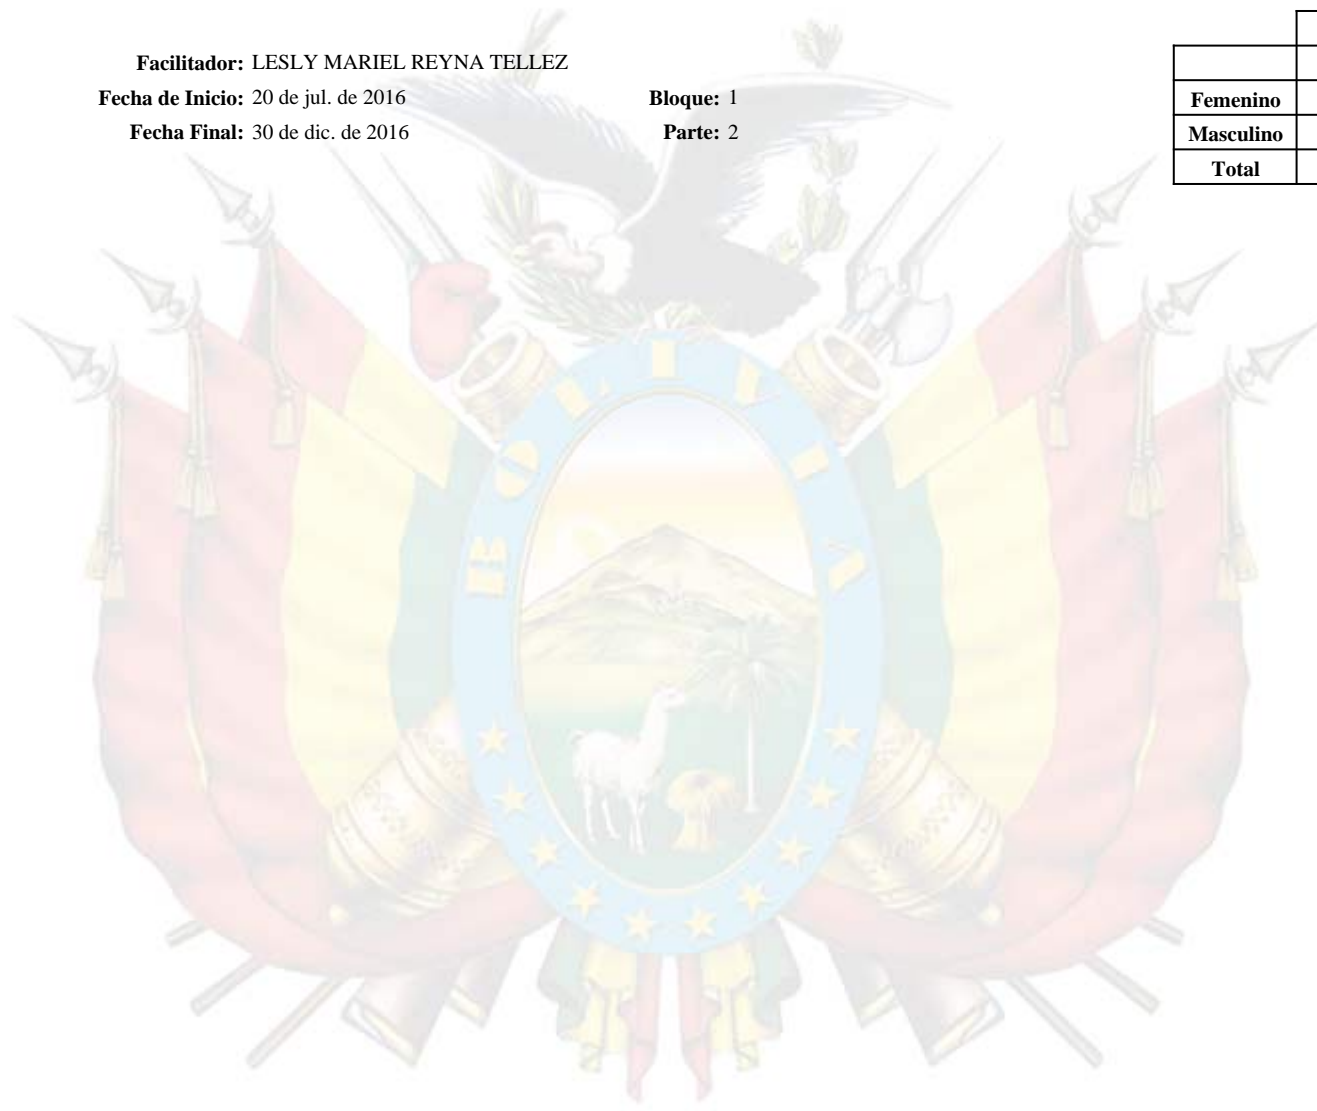 Facilitador: LESLY MARIEL REYNA TELLEZ
Fecha de Inicio: 20 de jul. de 2016 Bloque: 1
Fecha Final: 30 de dic. de 2016 Parte: 2
Femenino
Masculino
Total
BOLIVIA